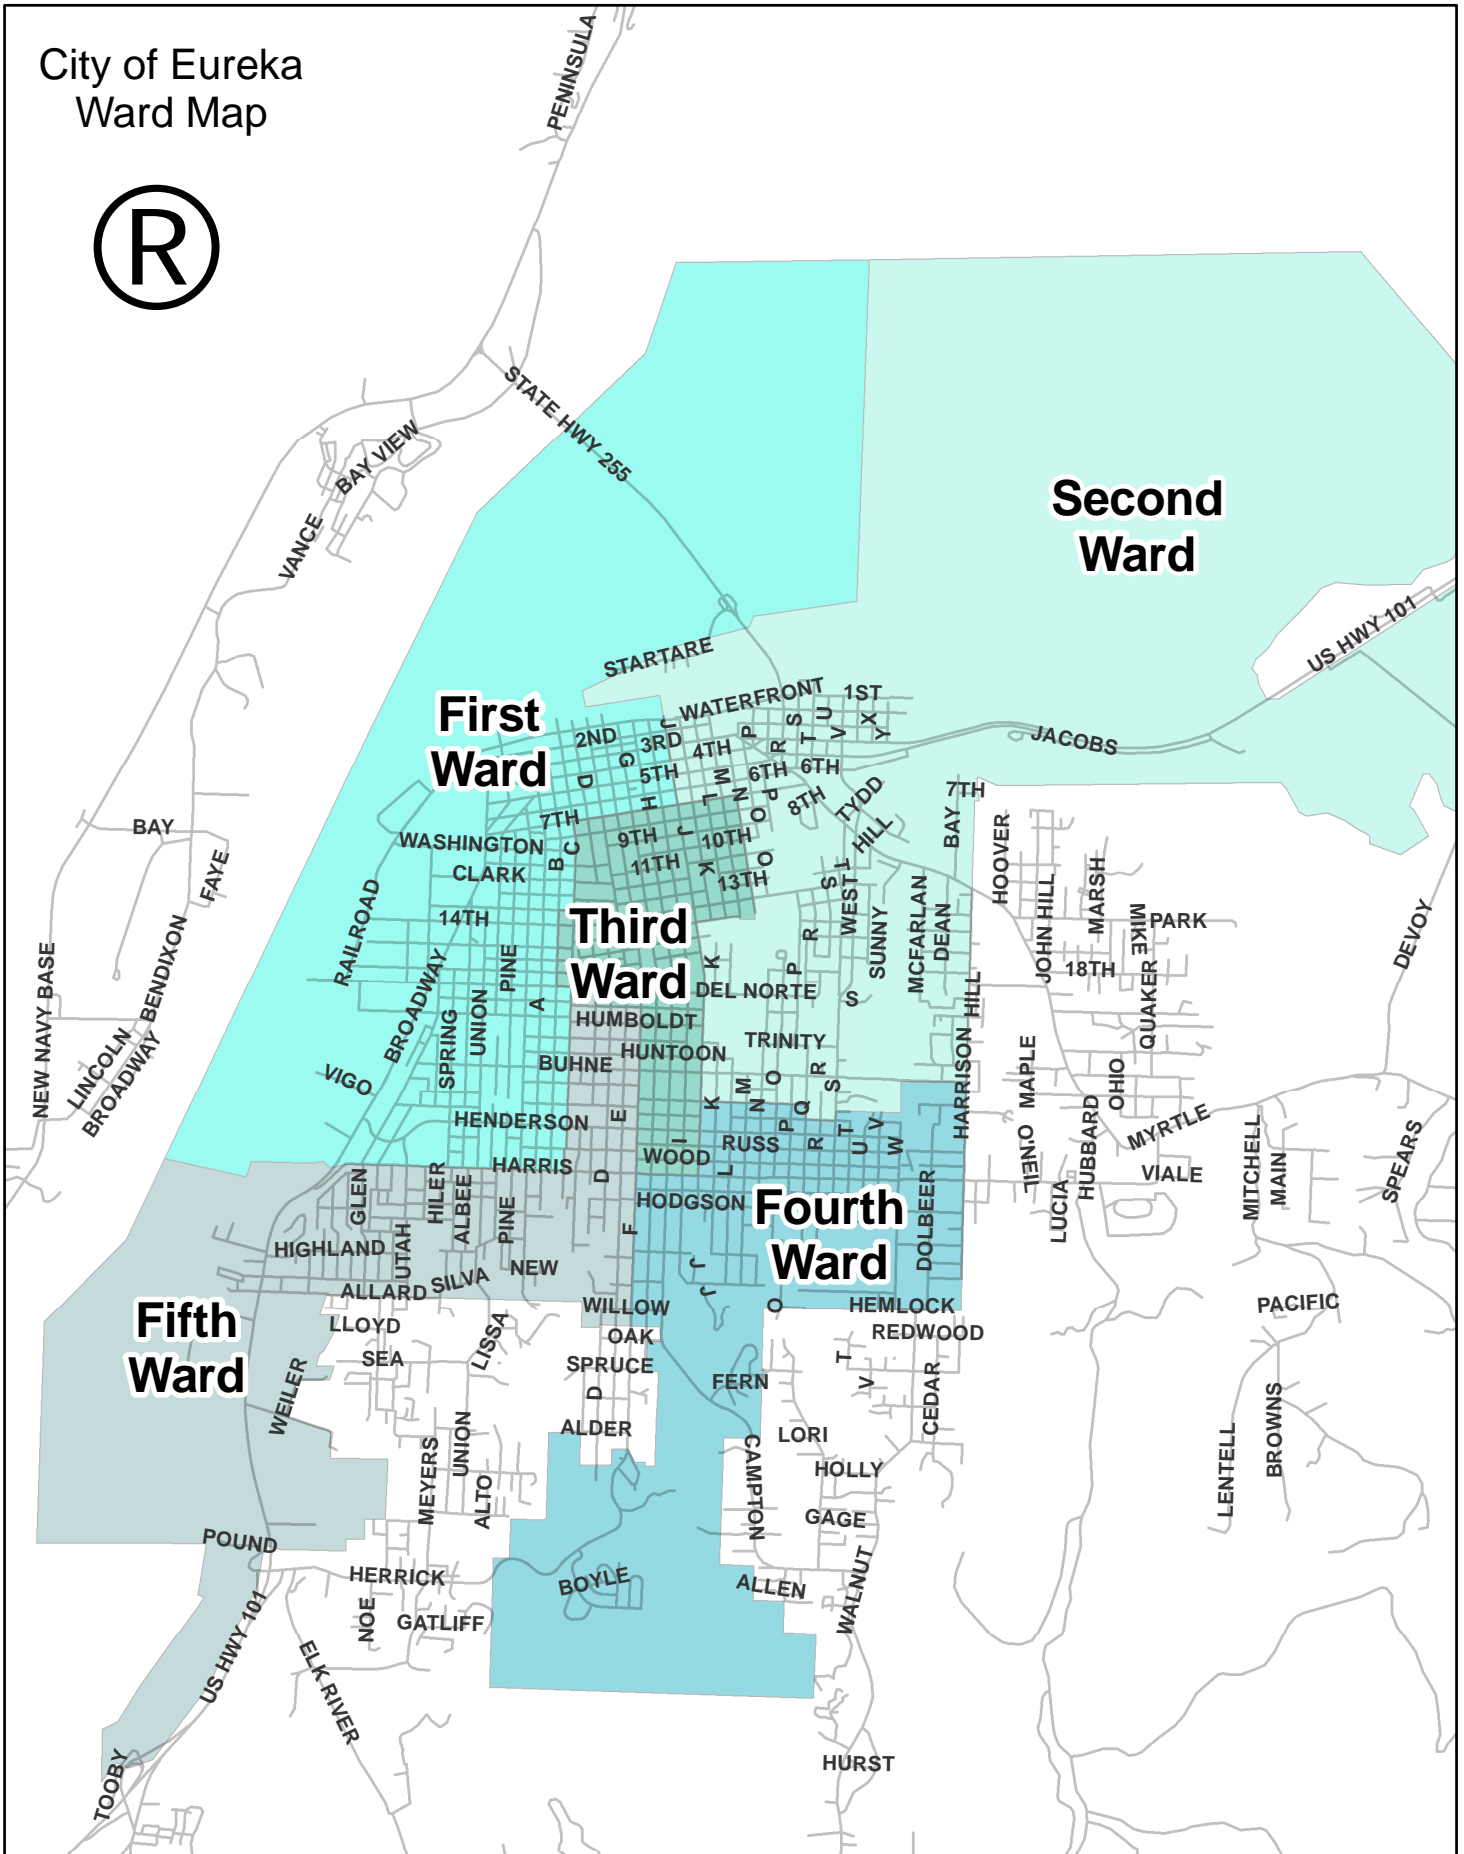 City of Eureka
Ward Map
R
PENINSULA
STATE HWY 255
BAY VIEW
VANCE
Second
Ward
US HWY 101
STARTARE
WATERFRONT
1ST
First
Ward
J
2ND
3RD
4TH
P
S
U
X
Y
R
T
V
JACOBS
G
D
5TH
M
6TH
6TH
H
L
N
P
O
8TH
TYDD
7TH
7TH
BAY
WASHINGTON
C
B
9TH
J
10TH
HILL
BAY
FAYE
CLARK
11TH
K
13TH
O
T
S
WEST
HOOVER
JOHN HILL
MARSH
MIKE
PARK
RAILROAD
14TH
Third
Ward
R
SUNNY
MCFARLAN
DEAN
DEVOY
NEW NAVY BASE
BENDIXON
BROADWAY
PINE
K
P
18TH
DEL NORTE
S
HILL
QUAKER
A
UNION
SPRING
HUMBOLDT
TRINITY
HARRISON
LINCOLN
BROADWAY
VIGO
BUHNE
HUNTOON
M
O
R
S
MAPLE
OHIO
K
N
Q
HENDERSON
E
P
T
V
MYRTLE
HUBBARD
I
RUSS
R
U
W
O'NEIL
MITCHELL
MAIN
SPEARS
HARRIS
D
WOOD
L
VIALE
GLEN
HILER
ALBEE
PINE
HODGSON
Fourth
Ward
DOLBEER
LUCIA
F
HIGHLAND
UTAH
NEW
J
ALLARD
SILVA
J
WILLOW
O
HEMLOCK
PACIFIC
Fifth
Ward
LLOYD
LISSA
OAK
REDWOOD
SEA
SPRUCE
T
WEILER
D
FERN
V
CEDAR
BROWNS
ALDER
LORI
LENTELL
MEYERS
UNION
CAMPTON
HOLLY
ALTO
GAGE
POUND
HERRICK
BOYLE
ALLEN
WALNUT
NOE
GATLIFF
US HWY 101
ELK RIVER
HURST
TOOBY